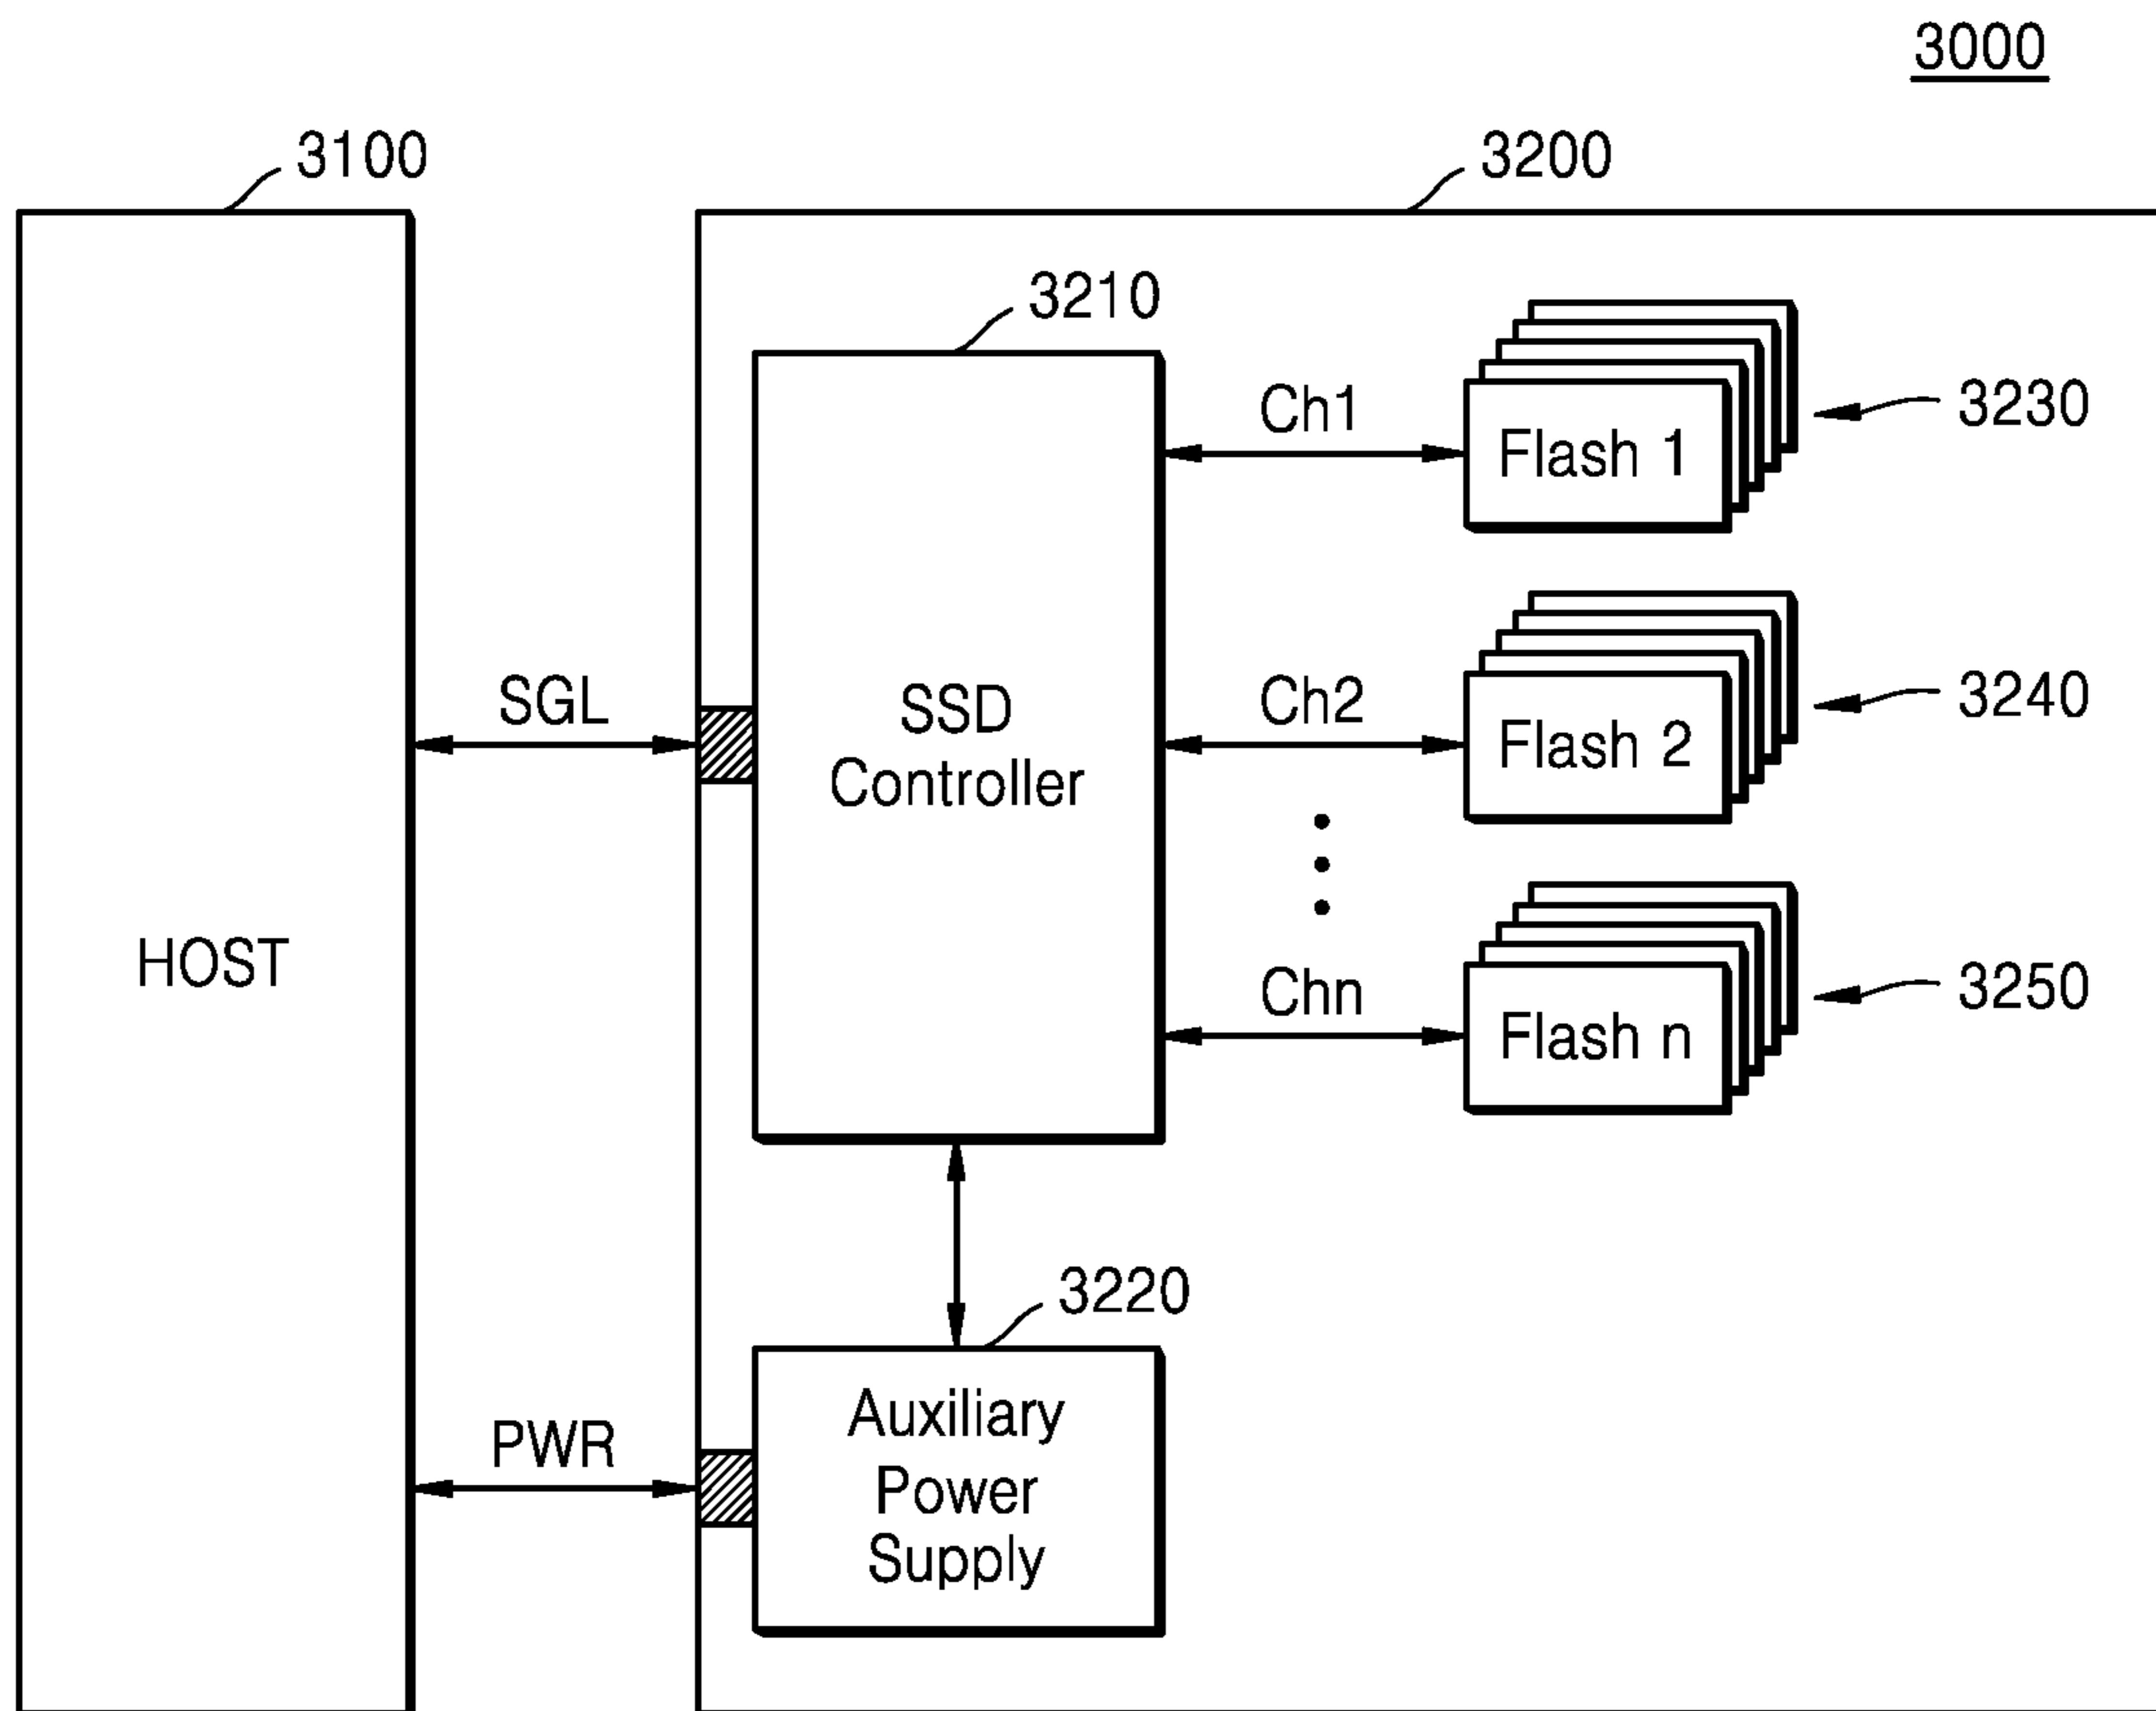 3000
3100
3200
3210
Ch1
Flash 1
3230
SGL
SSD
Controller
Ch2
Flash 2
3240
HOST
Chn
Flash n
3250
3220
PWR
Auxiliary
Power
Supply